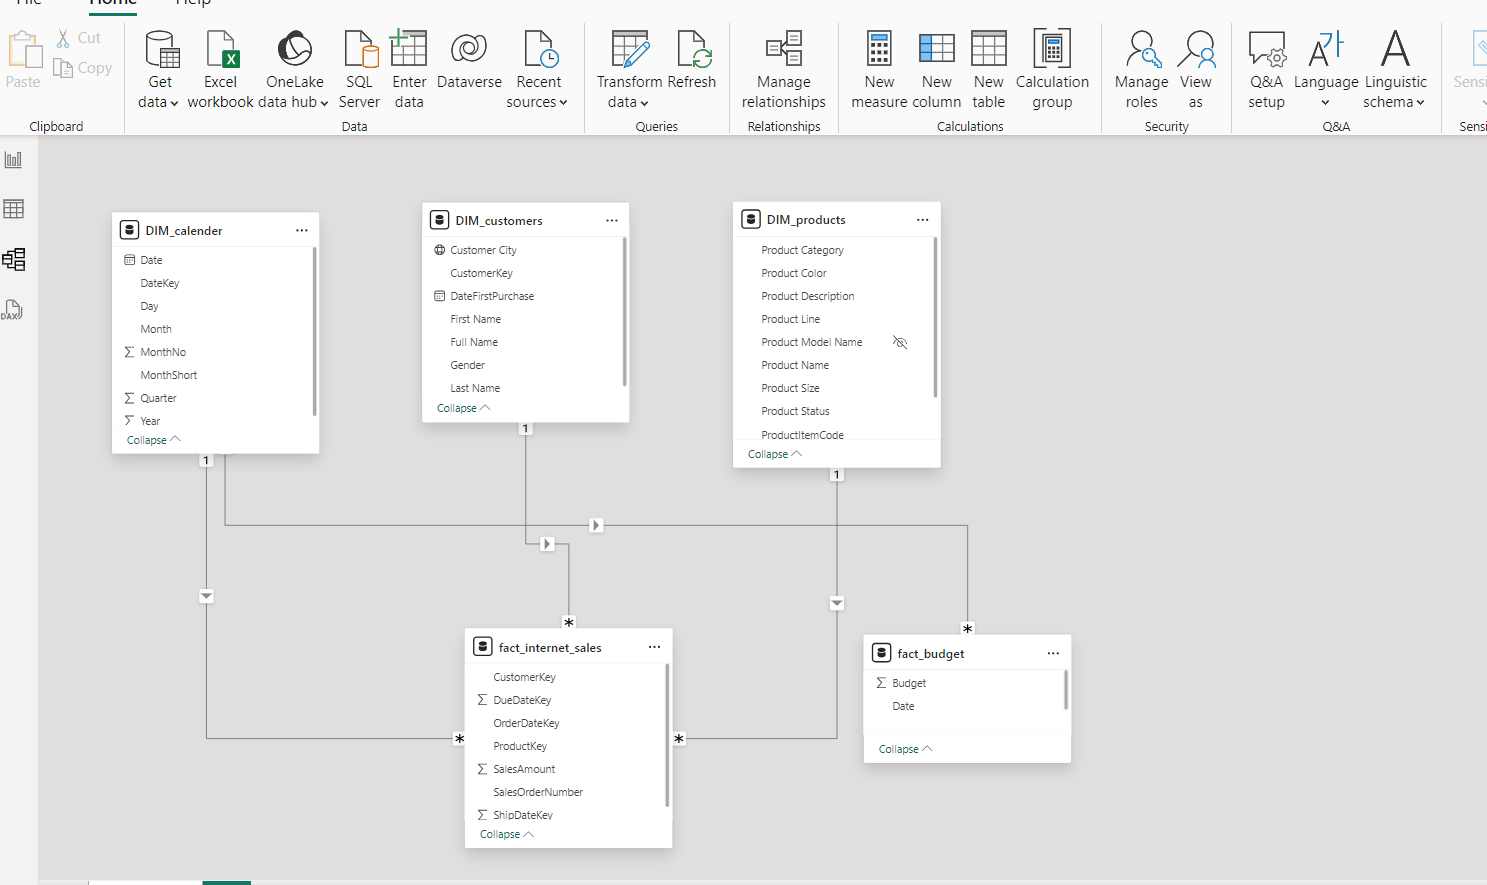 File Home Help
Paste
Cut
Copy
Get data
Excel workbook
OneLake data hub
SQL Server
Enter data
Dataverse
Recent sources
Transform data
Refresh
Manage relationships
New measure
New column
New table
Calculation group
Manage roles
View as
Q&A setup
Language
Linguistic schema
Sensi
Clipboard
Data
Queries
Relationships
Calculations
Security
Q&A
Sensi
DAX
DIM_calender
Date
DateKey
Day
Month
MonthNo
MonthShort
Quarter
Year
Collapse
1
DIM_customers
Customer City
CustomerKey
DateFirstPurchase
First Name
Full Name
Gender
Last Name
Collapse
1
DIM_products
Product Category
Product Color
Product Description
Product Line
Product Model Name
Product Name
Product Size
Product Status
ProductItemCode
Collapse
1
*
*
*
fact_internet_sales
CustomerKey
DueDateKey
OrderDateKey
ProductKey
SalesAmount
SalesOrderNumber
ShipDateKey
Collapse
*
fact_budget
Budget
Date
Collapse